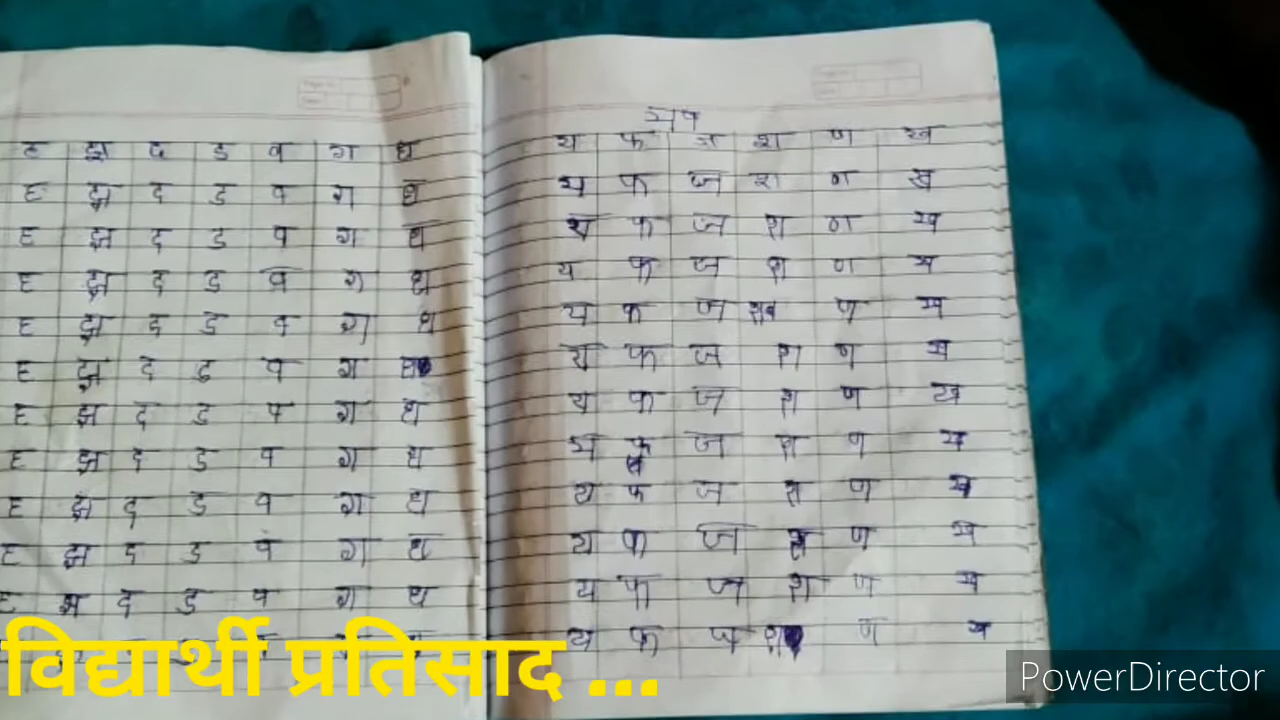 ह झ द ड व ग ध
ह झ द ड व ग ध
ह झ द ड व ग ध
ह झ द ड व ग ध
ह झ द ड व ग ध
ह झ द ड व ग
ह झ द ड व ग ध
ह झ द ड व ग ध
ह झ द ड व ग ध
ह झ द ड व ग ध
ह झ द ड व ग ध
य फ ज श ण ख
य फ ज श ण ख
य फ ज श ण ख
य फ ज श ण ख
य फ ज ण ख
य फ ज श ण ख
य फ ज श ण ख
य फ ज श ण ख
य फ ज श ण ख
य फ ज श ण ख
य फ ज श ण ख
य फ ज श ण ख
विद्यार्थी प्रतिसाद ...
PowerDirector